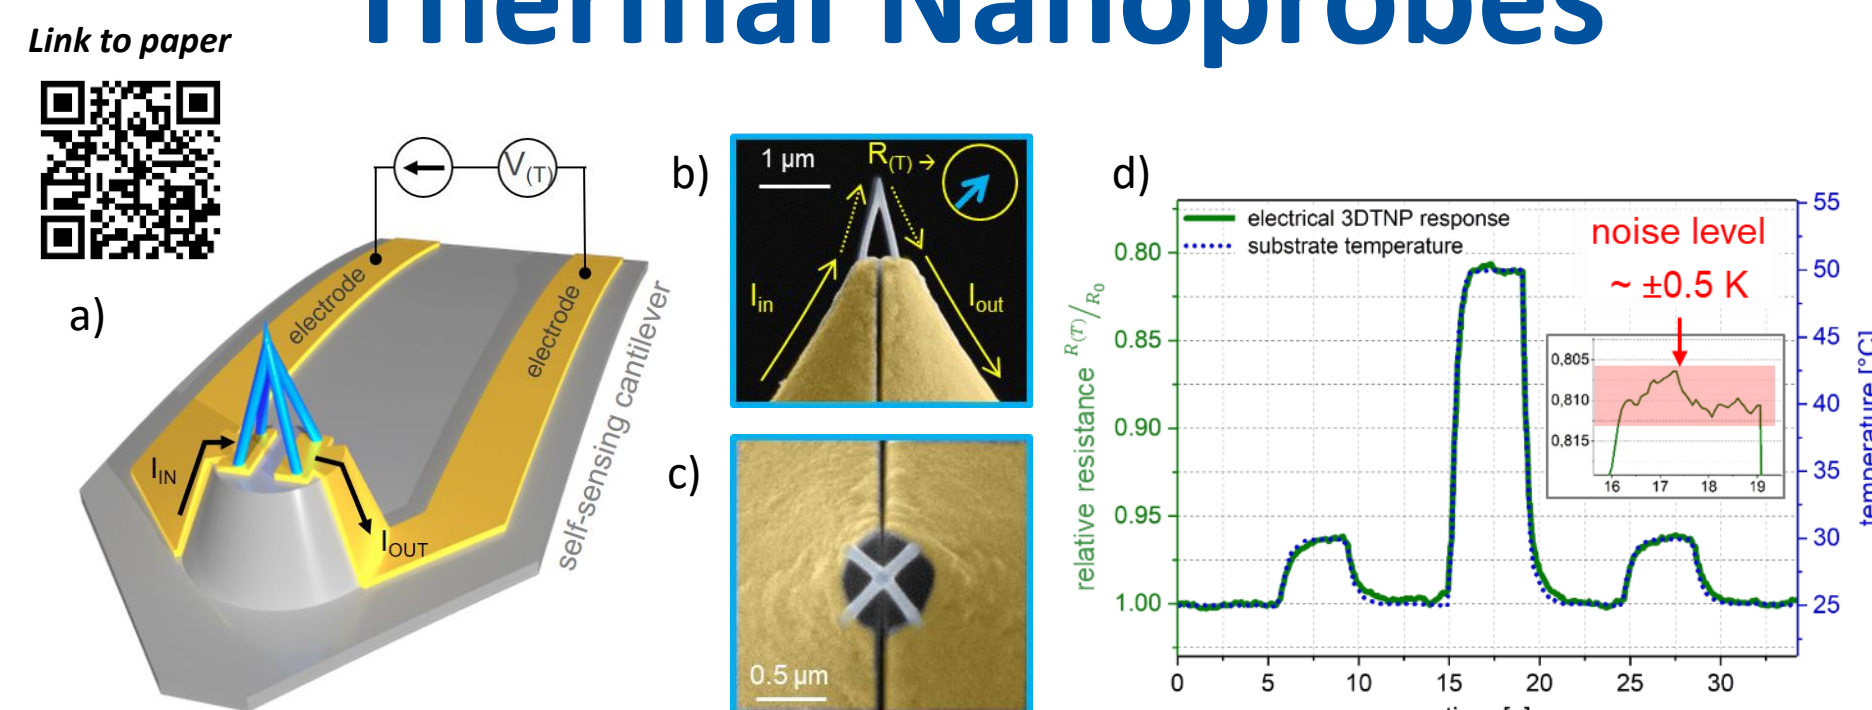 Thermal Nanoprobes
Link to paper
a)
V(T)
electrode
electrode
self-sensing cantilever
IIN
IOUT
b)
1 µm
R(T) →
Iin
Iout
c)
0.5 µm
d)
electrical 3DTNP response
substrate temperature
noise level
~ ±0.5 K
relative resistance R(T)/R0
0.80
0.85
0.90
0.95
1.00
55
50
45
40
35
30
25
temperature [°C]
0,805
0,810
0,815
16 17 18 19
0 5 10 15 20 25 30